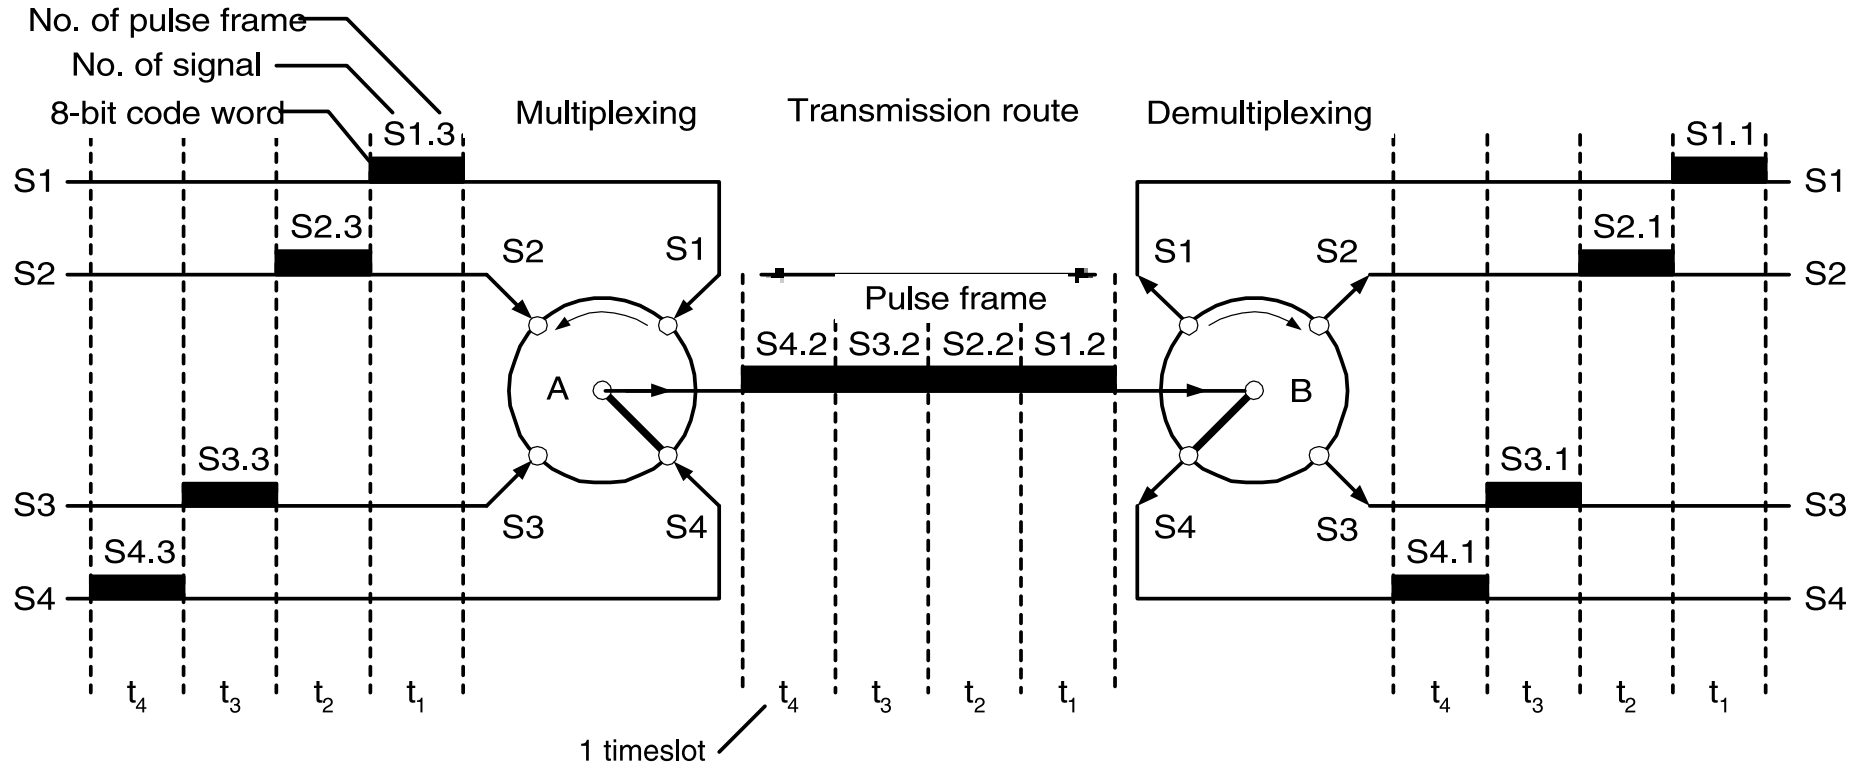 No. of pulse frame
No. of signal
8-bit code word
Multiplexing
Transmission route
Demultiplexing
S1.3
S1.1
S1
S1
S2.3
S2.1
S2
S1
S1
S2
S2
S2
Pulse frame
S4.2 S3.2 S2.2 S1.2
A
B
S3.3
S3.1
S3
S3
S4
S4
S3
S3
S4.3
S4.1
S4
S4
t4 t3 t2 t1
t4 t3 t2 t1
t4 t3 t2 t1
1 timeslot